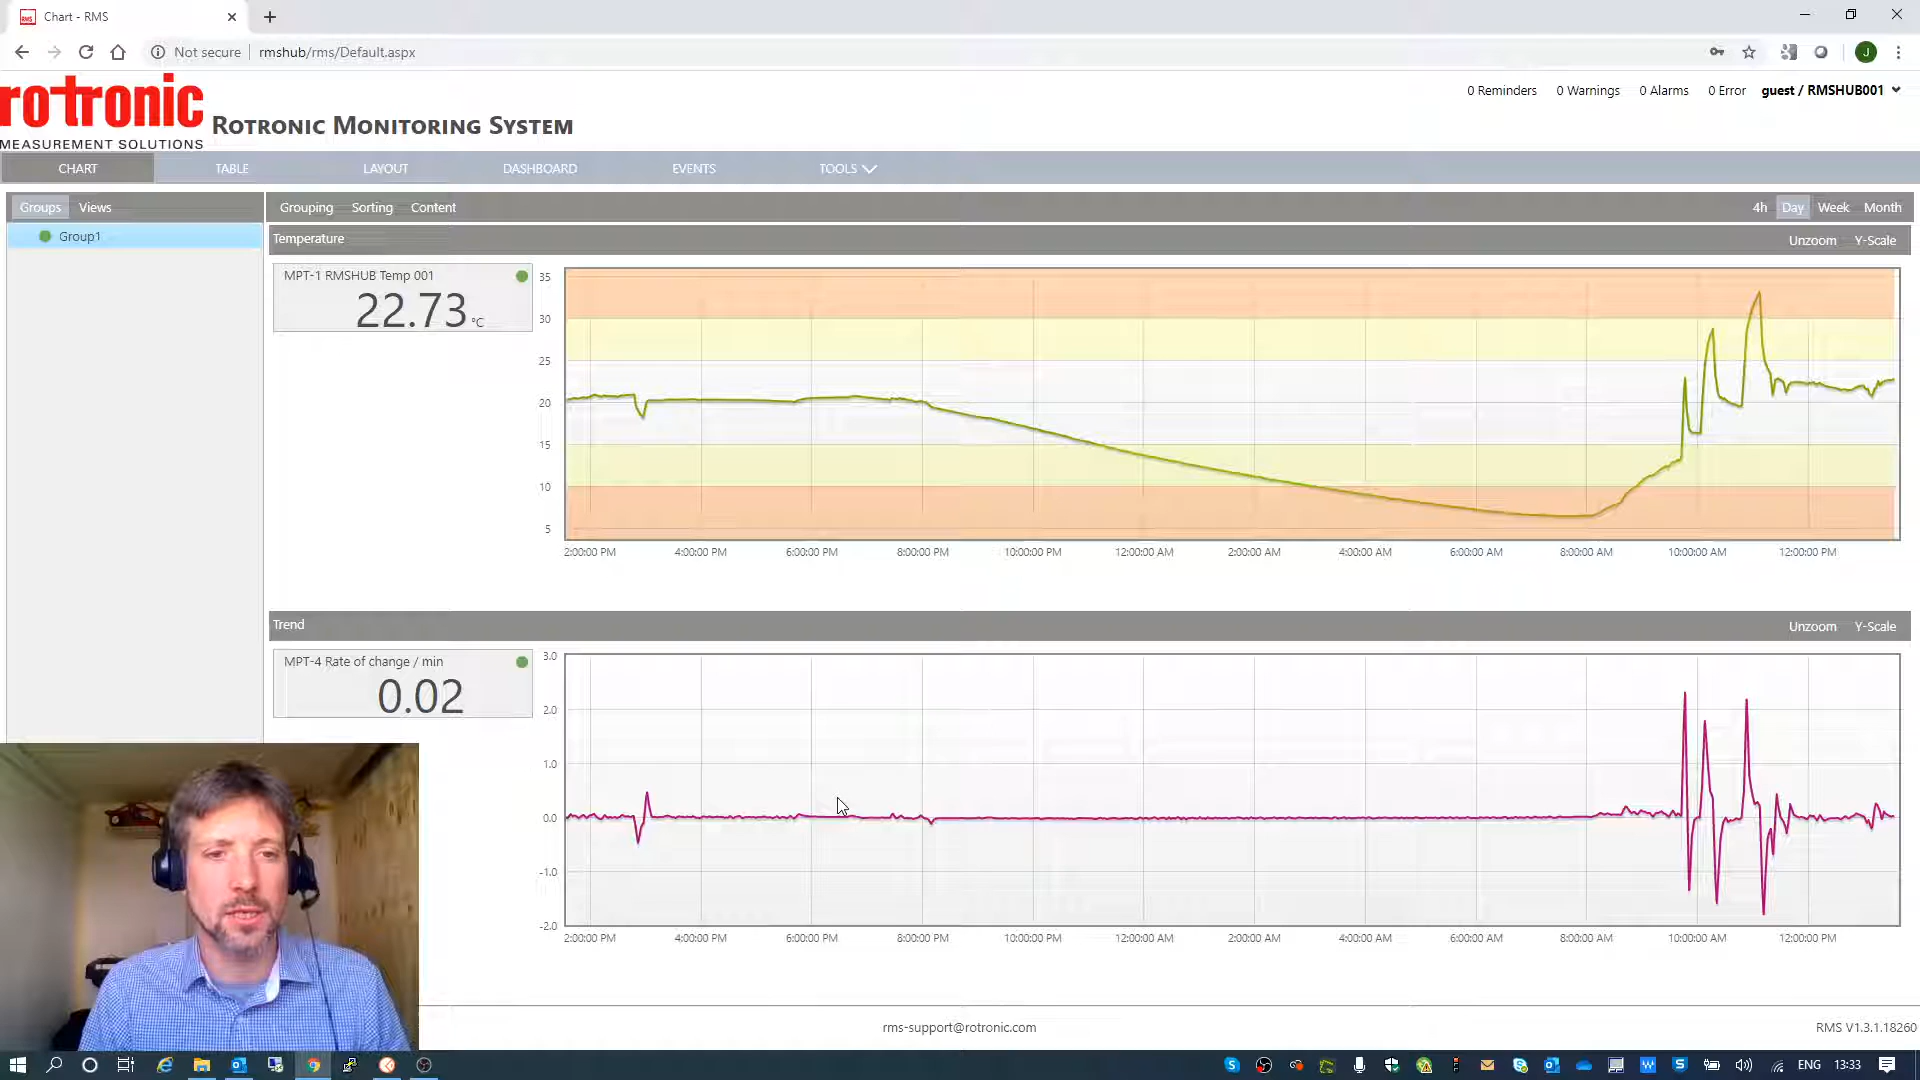 Chart - RMS
Not secure
rmshub/rms/Default.aspx
J
rotronic
MEASUREMENT SOLUTIONS
ROTRONIC MONITORING SYSTEM
0 Reminders
0 Warnings
0 Alarms
0 Error
guest / RMSHUB001
CHART
TABLE
LAYOUT
DASHBOARD
EVENTS
TOOLS
Groups
Views
Grouping
Sorting
Content
4h
Day
Week
Month
Group1
Temperature
Unzoom
Y-Scale
MPT-1 RMSHUB Temp 001
22.73 °C
35
30
25
20
15
10
5
2:00:00 PM
4:00:00 PM
6:00:00 PM
8:00:00 PM
10:00:00 PM
12:00:00 AM
2:00:00 AM
4:00:00 AM
6:00:00 AM
8:00:00 AM
10:00:00 AM
12:00:00 PM
Trend
Unzoom
Y-Scale
MPT-4 Rate of change / min
0.02
3.0
2.0
1.0
0.0
-1.0
-2.0
2:00:00 PM
4:00:00 PM
6:00:00 PM
8:00:00 PM
10:00:00 PM
12:00:00 AM
2:00:00 AM
4:00:00 AM
6:00:00 AM
8:00:00 AM
10:00:00 AM
12:00:00 PM
rms-support@rotronic.com
RMS V1.3.1.18260
ENG
13:33